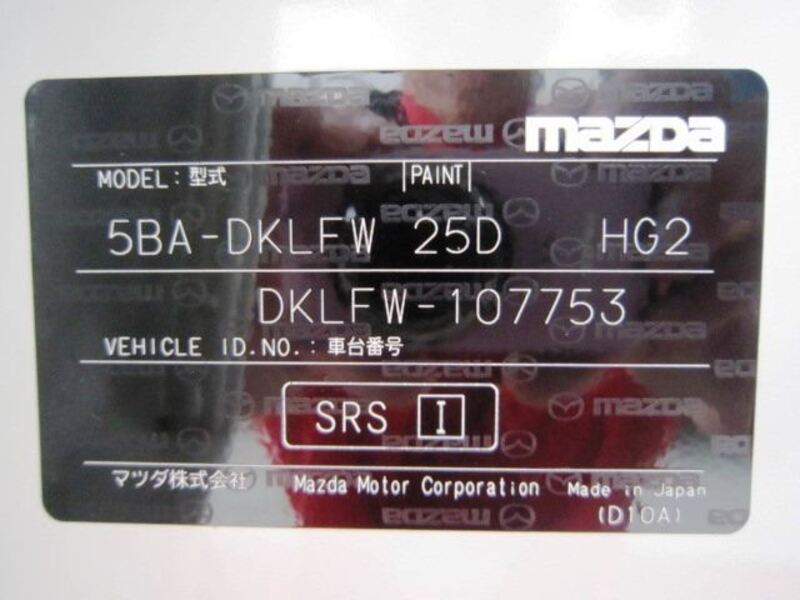 mazda
MODEL: 型式 PAINT
5BA-DKLFW 25D HG2
DKLFW-107753
VEHICLE ID.NO.: 車台番号
SRS I
マツダ株式会社 Mazda Motor Corporation Made in Japan
(D10A)